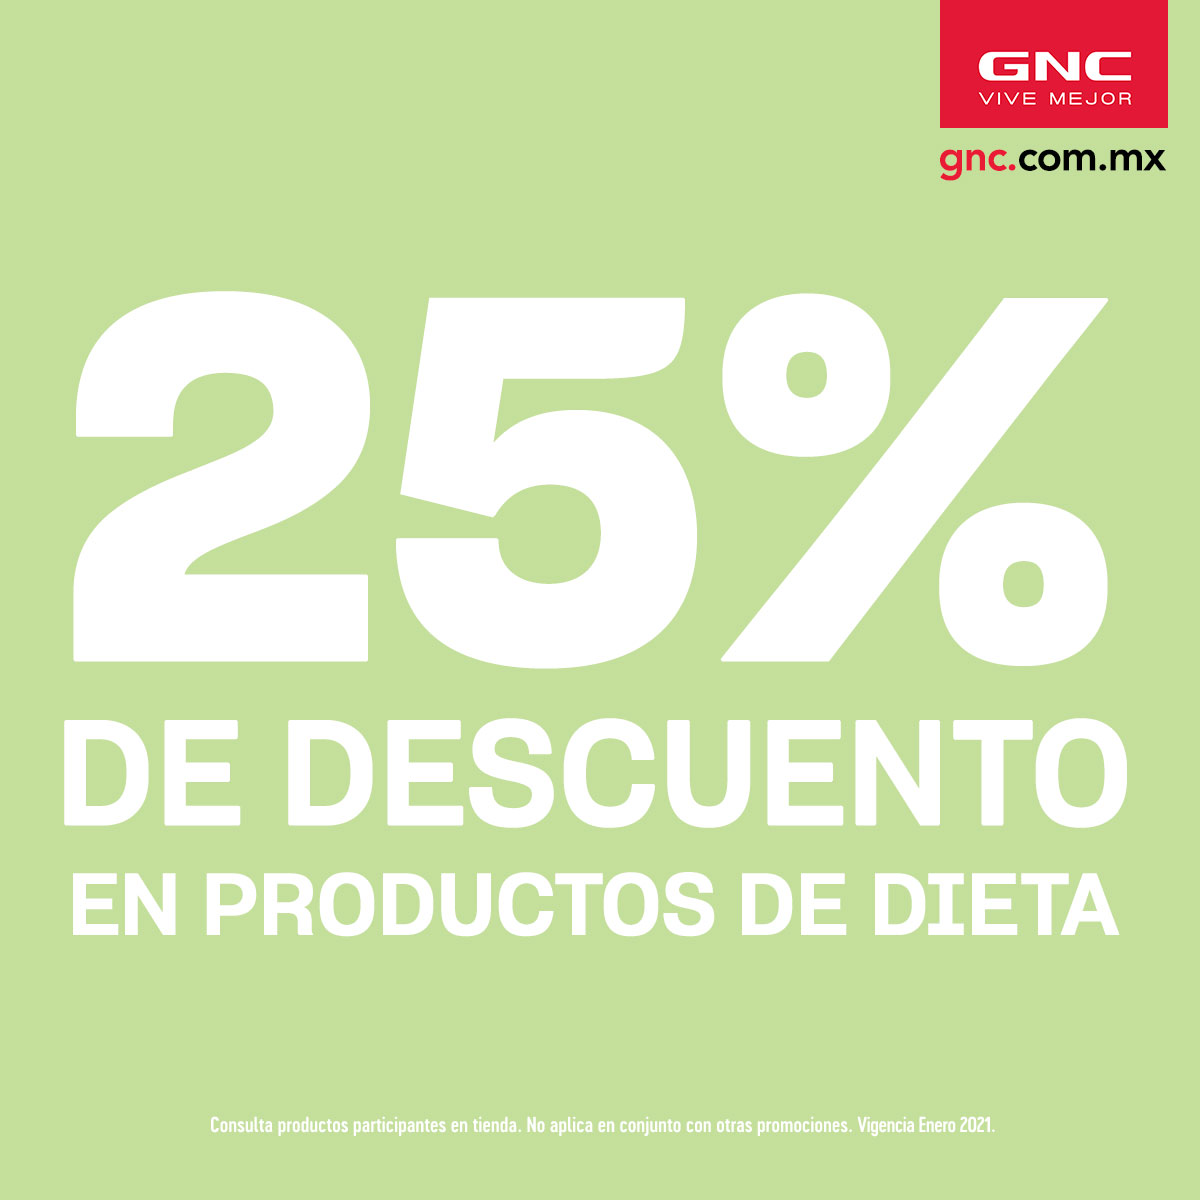 GNC
VIVE MEJOR
gnc.com.mx
25%
DE DESCUENTO
EN PRODUCTOS DE DIETA
Consulta productos participantes en tienda. No aplica en conjunto con otras promociones. Vigencia Enero 2021.